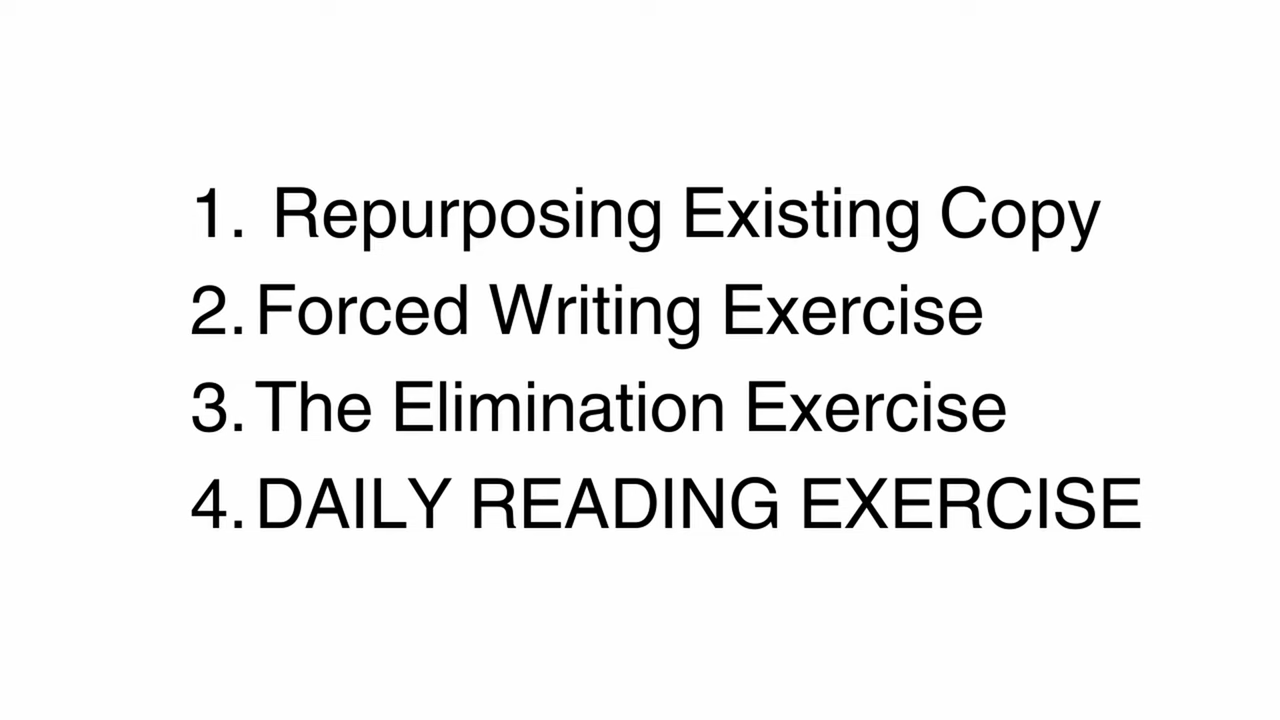 1. Repurposing Existing Copy
2. Forced Writing Exercise
3. The Elimination Exercise
4. DAILY READING EXERCISE